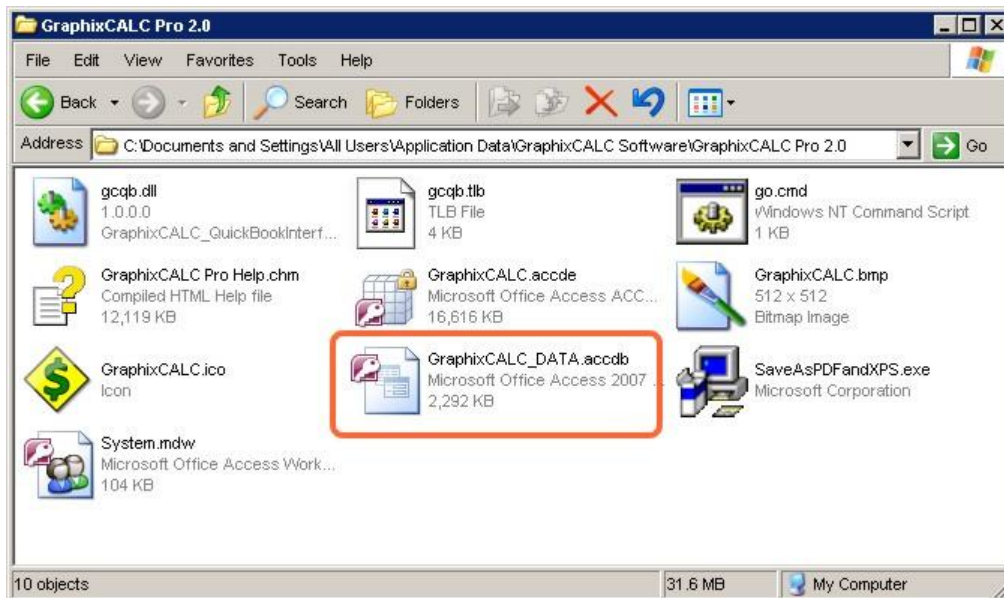 GraphixCALC Pro 2.0
File Edit View Favorites Tools Help
Back Search Folders
Address C:\Documents and Settings\All Users\Application Data\GraphixCALC Software\GraphixCALC Pro 2.0 Go
gcqb.dll
1.0.0.0
GraphixCALC_QuickBookInterf...
gcqb.tlb
TLB File
4 KB
go.cmd
Windows NT Command Script
1 KB
GraphixCALC Pro Help.chm
Compiled HTML Help file
12,119 KB
GraphixCALC.accde
Microsoft Office Access ACC...
16,616 KB
GraphixCALC.bmp
512 x 512
Bitmap Image
GraphixCALC.ico
Icon
GraphixCALC_DATA.accdb
Microsoft Office Access 2007 ...
2,292 KB
SaveAsPDFandXPS.exe
Microsoft Corporation
System.mdw
Microsoft Office Access Work...
104 KB
10 objects 31.6 MB My Computer